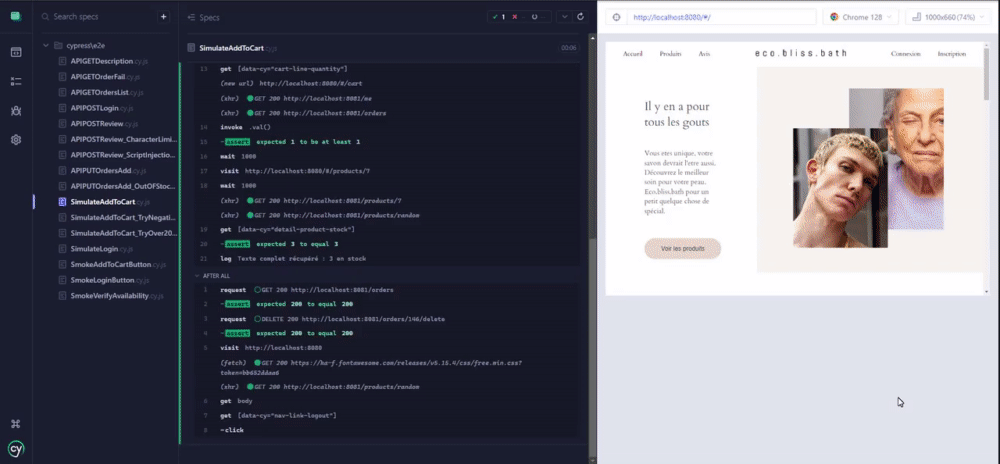 Search specs
+
cypress\e2e
APIGETDescription.cy.js
APIGETOrderFail.cy.js
APIGETOrdersList.cy.js
APIPOSTLogin.cy.js
APIPOSTReview.cy.js
APIPOSTReview_CharacterLimi...
APIPOSTReview_ScriptInjectio...
APIPUTOrdersAdd.cy.js
APIPUTOrdersAdd_OutOFStoc...
SimulateAddToCart.cy.js
SimulateAddToCart_TryNegati...
SimulateAddToCart_TryOver20...
SimulateLogin.cy.js
SmokeAddToCartButton.cy.js
SmokeLoginButton.cy.js
SmokeVerifyAvailability.cy.js
cy
Specs
1
SimulateAddToCart.cy.js
00:06
13 get [data-cy="cart-line-quantity"]
(new url) http://localhost:8080/#/cart
(xhr) GET 200 http://localhost:8081/me
(xhr) GET 200 http://localhost:8081/orders
14 invoke .val()
15 -assert expected 1 to be at least 1
16 wait 1000
17 visit http://localhost:8080/#/products/7
18 wait 1000
(xhr) GET 200 http://localhost:8081/products/7
(xhr) GET 200 http://localhost:8081/products/random
19 get [data-cy="detail-product-stock"]
20 -assert expected 3 to equal 3
21 log Texte complet récupéré : 3 en stock
AFTER ALL
1 request GET 200 http://localhost:8081/orders
2 -assert expected 200 to equal 200
3 request DELETE 200 http://localhost:8081/orders/146/delete
4 -assert expected 200 to equal 200
5 visit http://localhost:8080
(fetch) GET 200 https://ka-f.fontawesome.com/releases/v5.15.4/css/free.min.css?
(xhr) GET 200 http://localhost:8081/products/random
6 get body
7 get [data-cy="nav-link-logout"]
8 -click
http://localhost:8080/#/
Chrome 128
1000x660 (74%)
Accueil Produits Avis eco.bliss.bath Connexion Inscription
Il y en a pour
tous les gouts
Vous etes unique, votre
savon devrait l'etre aussi.
Découvrez le meilleur
soin pour votre peau.
Eco.bliss.bath pour un
petit quelque chose de
spécial.
Voir les produits